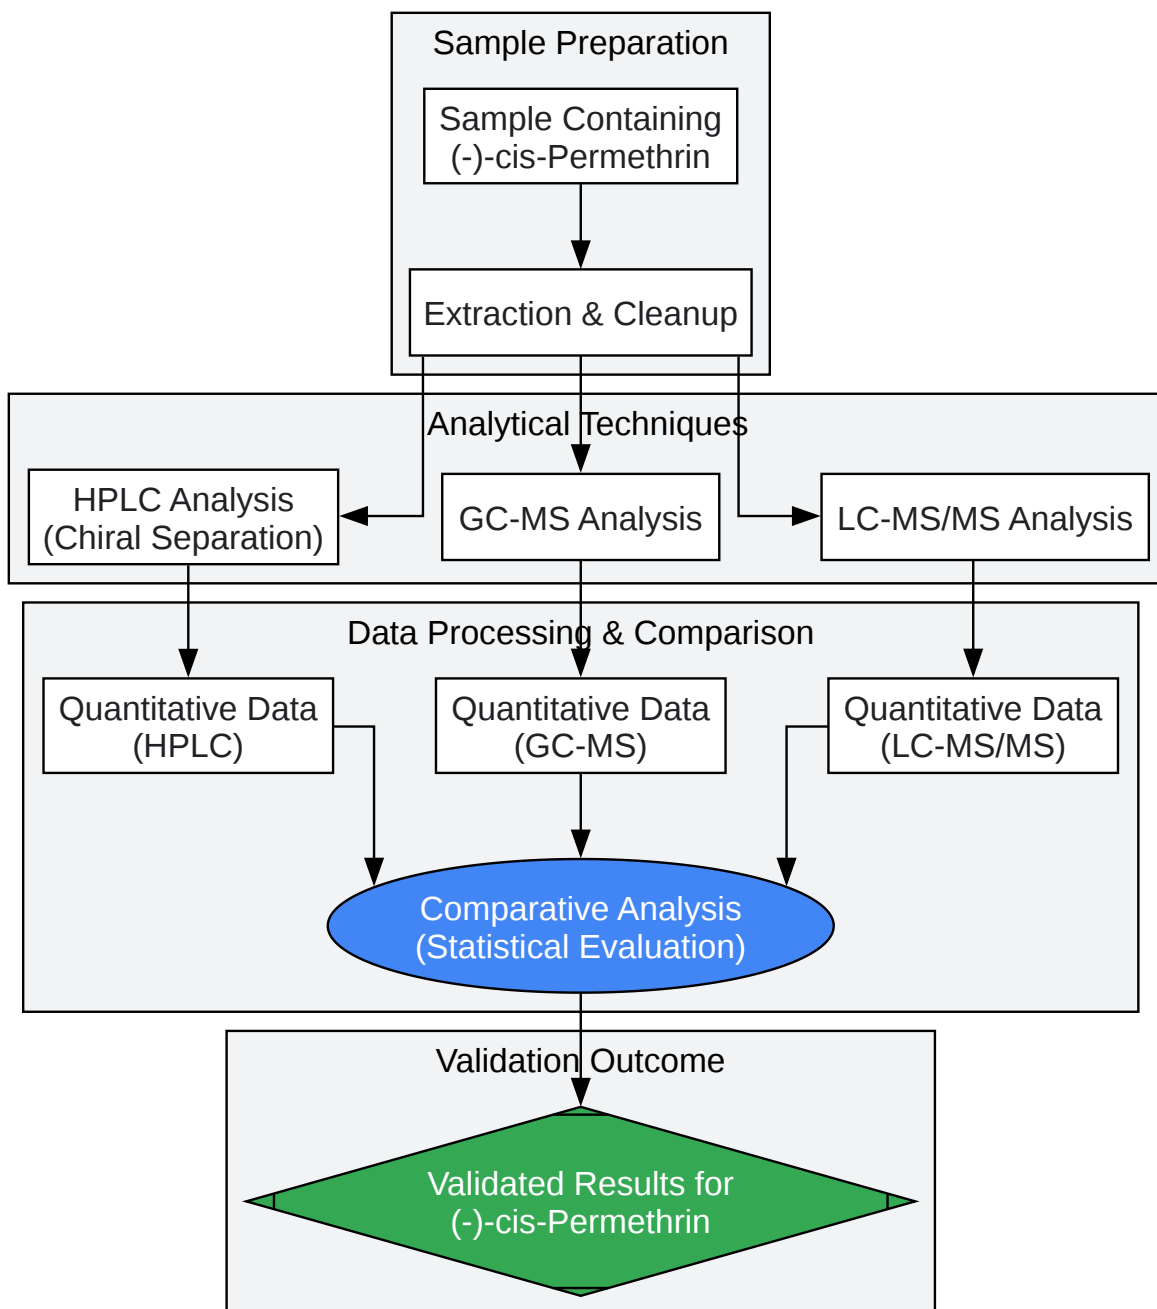 Sample Preparation
Sample Containing
(-)-cis-Permethrin
Extraction & Cleanup
Analytical Techniques
HPLC Analysis
(Chiral Separation)
GC-MS Analysis
LC-MS/MS Analysis
Data Processing & Comparison
Quantitative Data
(HPLC)
Quantitative Data
(GC-MS)
Quantitative Data
(LC-MS/MS)
Comparative Analysis
(Statistical Evaluation)
Validation Outcome
Validated Results for
(-)-cis-Permethrin